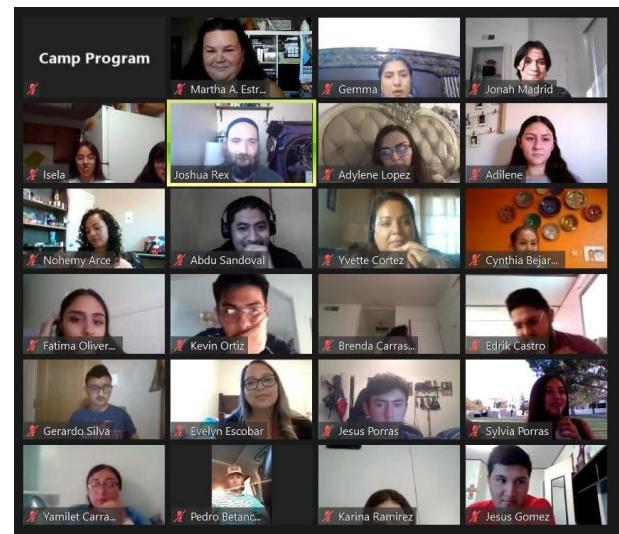 Camp Program
Martha A. Estr...
Gemma
Jonah Madrid
Isela
Joshua Rex
Adylene Lopez
Adilene
Nohemy Arce
Abdu Sandoval
Yvette Cortez
Cynthia Bejar...
Fatima Oliver...
Kevin Ortiz
Brenda Carras...
Edrik Castro
Gerardo Silva
Evelyn Escobar
Jesus Porras
Sylvia Porras
Yamilet Carra...
Pedro Betanc...
Karina Ramirez
Jesus Gomez